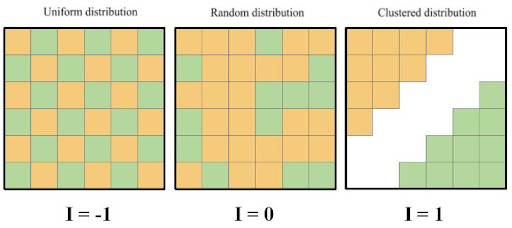 Uniform distribution
Random distribution
Clustered distribution
I = -1
I = 0
I = 1